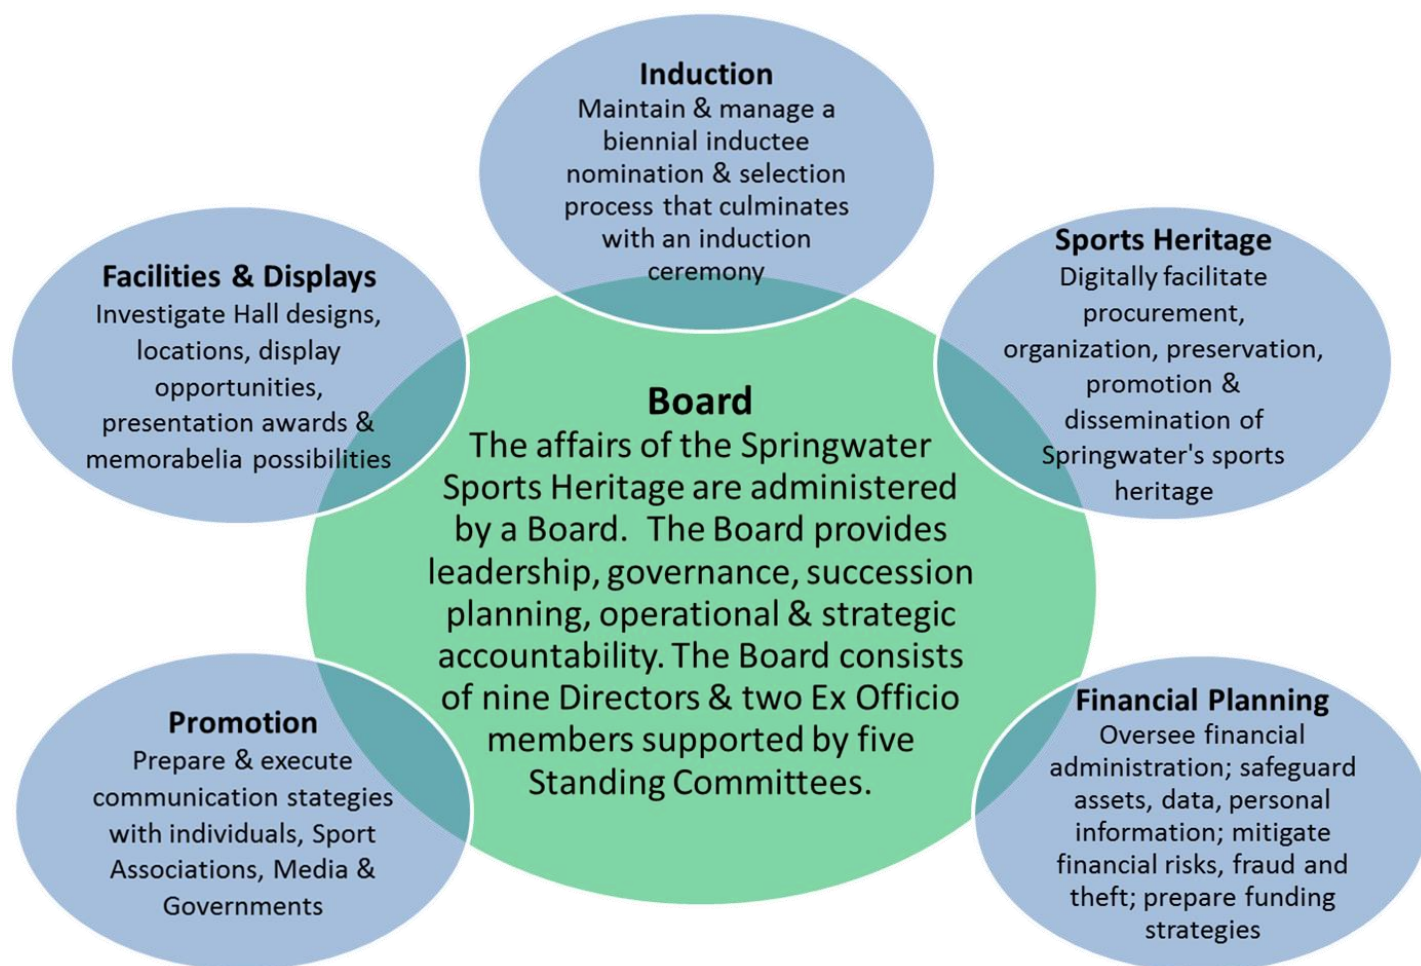 Induction
Maintain & manage a
biennial inductee
nomination & selection
process that culminates
with an induction
ceremony
Facilities & Displays
Investigate Hall designs,
locations, display
opportunities,
presentation awards &
memorabelia possibilities
Sports Heritage
Digitally facilitate
procurement,
organization, preservation,
promotion &
dissemination of
Springwater's sports
heritage
Board
The affairs of the Springwater
Sports Heritage are administered
by a Board.  The Board provides
leadership, governance, succession
planning, operational & strategic
accountability. The Board consists
of nine Directors & two Ex Officio
members supported by five
Standing Committees.
Promotion
Prepare & execute
communication stategies
with individuals, Sport
Associations, Media &
Governments
Financial Planning
Oversee financial
administration; safeguard
assets, data, personal
information; mitigate
financial risks, fraud and
theft; prepare funding
strategies